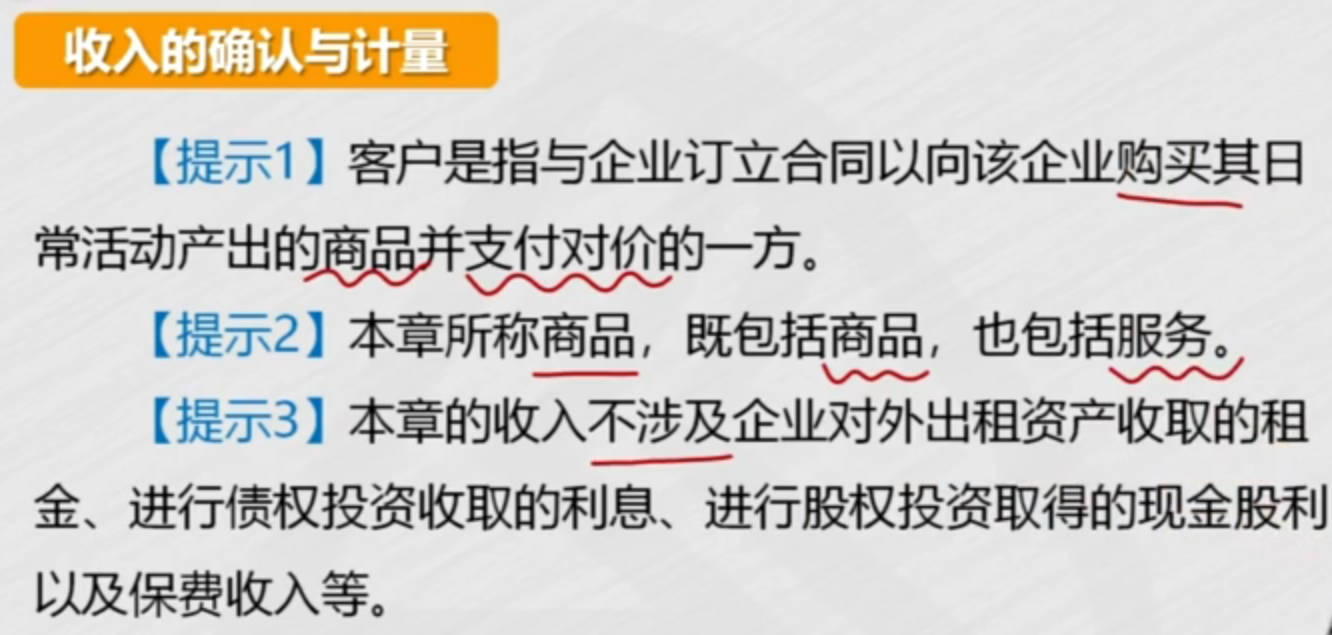 收入的确认与计量
【提示1】客户是指与企业订立合同以向该企业购买其日
常活动产出的商品并支付对价的一方。
【提示2】本章所称商品，既包括商品，也包括服务。
【提示3】本章的收入不涉及企业对外出租资产收取的租
金、进行债权投资收取的利息、进行股权投资取得的现金股利
以及保费收入等。